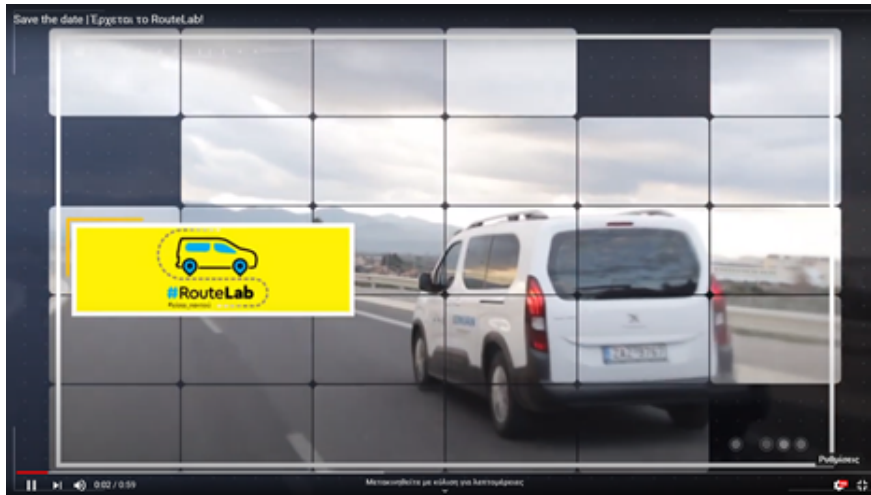 Save the date | Έρχεται το RouteLab!
#RouteLab
Ρυθμίσεις
0:02 / 0:59
Μετακινηθείτε με κύλιση για λεπτομέρειες